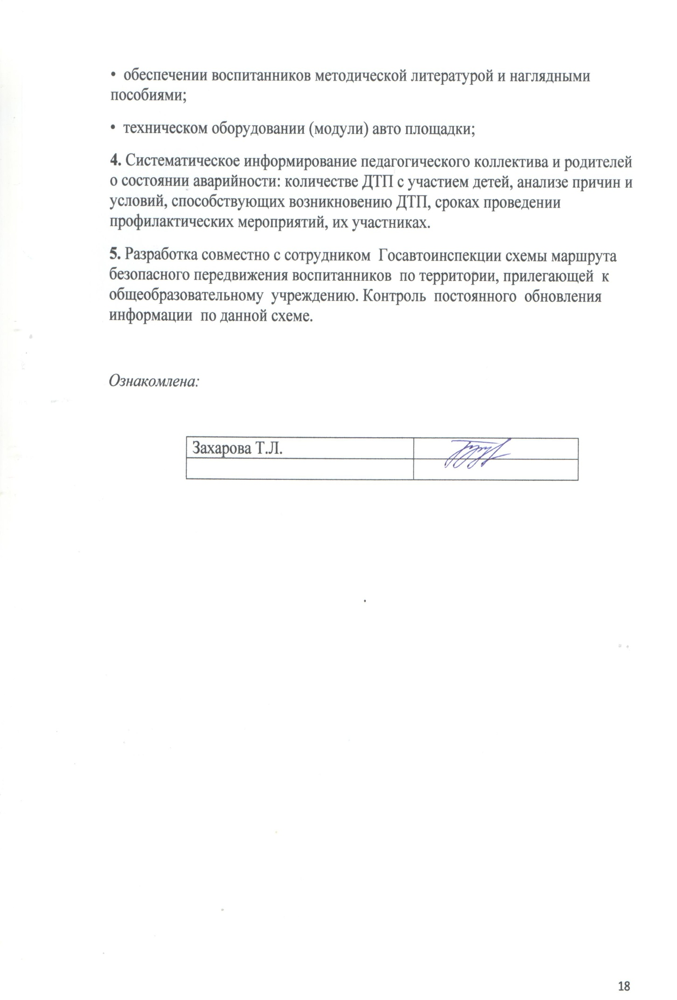 • обеспечении воспитанников методической литературой и наглядными
пособиями;
• техническом оборудовании (модули) авто площадки;
4. Систематическое информирование педагогического коллектива и родителей
о состоянии аварийности: количестве ДТП с участием детей, анализе причин и
условий, способствующих возникновению ДТП, сроках проведении
профилактических мероприятий, их участниках.
5. Разработка совместно с сотрудником Госавтоинспекции схемы маршрута
безопасного передвижения воспитанников по территории, прилегающей к
общеобразовательному учреждению. Контроль постоянного обновления
информации по данной схеме.
Ознакомлена:
Захарова Т.Л.
18